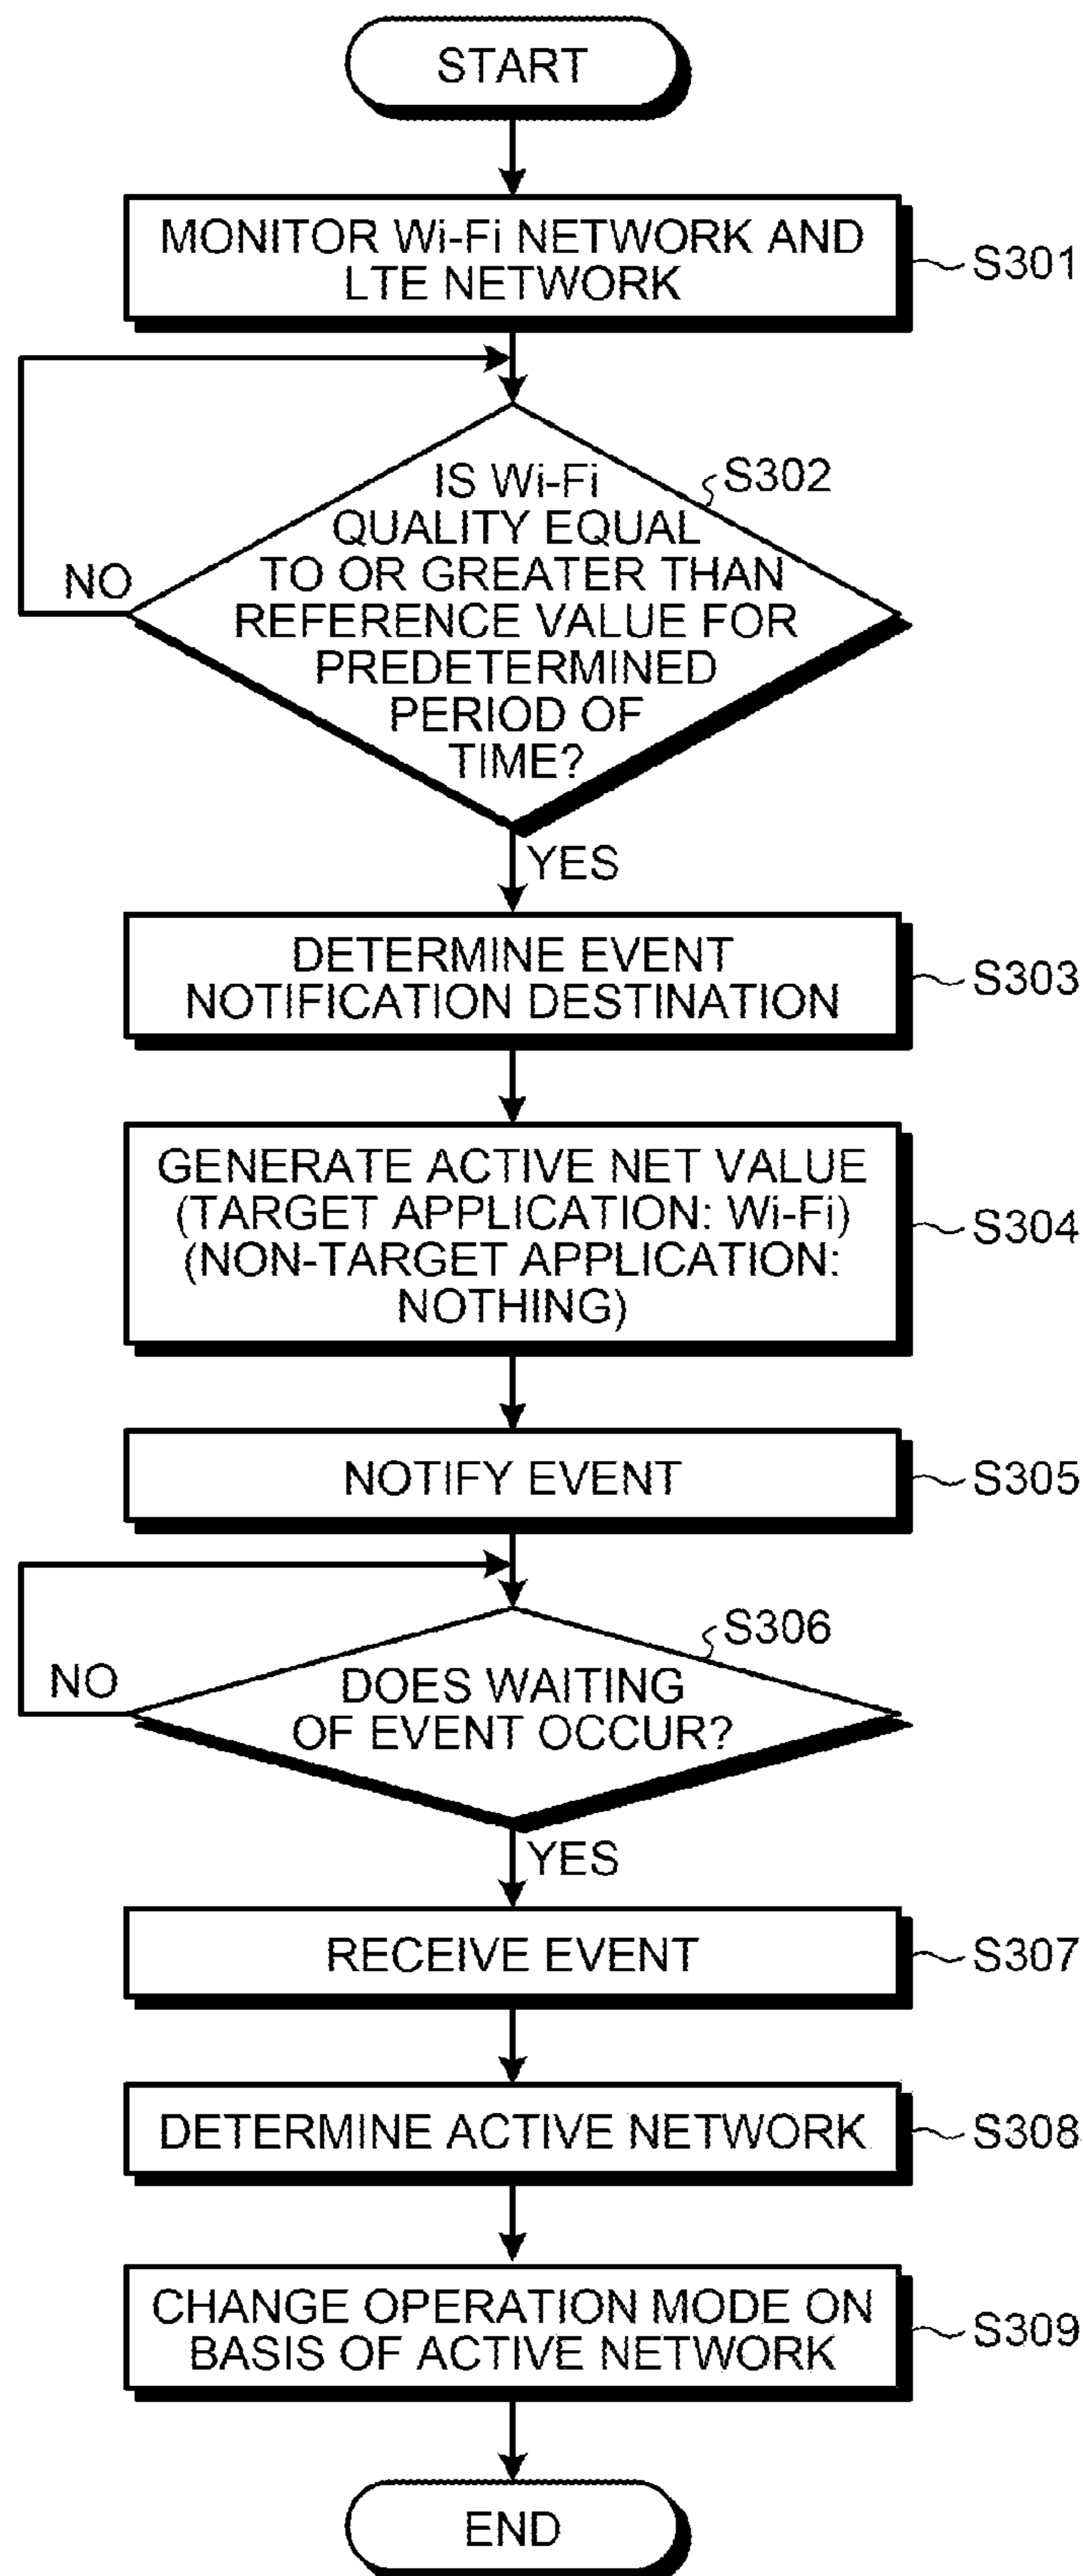 START
MONITOR Wi-Fi NETWORK AND
LTE NETWORK
S301
S302
IS Wi-Fi
QUALITY EQUAL
TO OR GREATER THAN
REFERENCE VALUE FOR
PREDETERMINED
PERIOD OF
TIME?
NO
YES
DETERMINE EVENT
NOTIFICATION DESTINATION
S303
GENERATE ACTIVE NET VALUE
(TARGET APPLICATION: Wi-Fi)
(NON-TARGET APPLICATION:
NOTHING)
S304
NOTIFY EVENT
S305
S306
DOES WAITING
OF EVENT OCCUR?
NO
YES
RECEIVE EVENT
S307
DETERMINE ACTIVE NETWORK
S308
CHANGE OPERATION MODE ON
BASIS OF ACTIVE NETWORK
S309
END